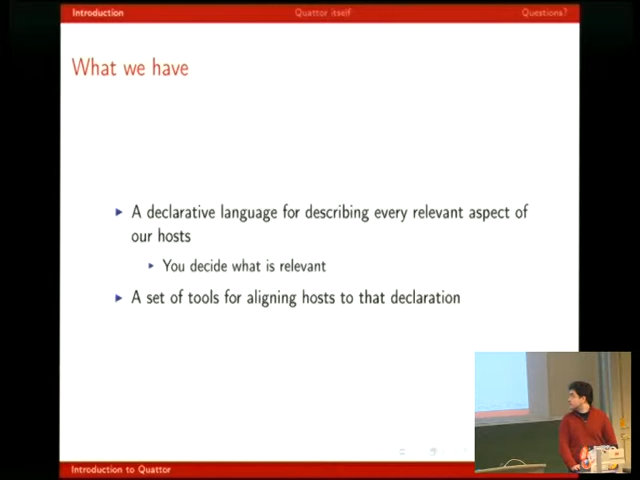 Introduction
Quattor itself
Questions?
What we have
A declarative language for describing every relevant aspect of
our hosts
You decide what is relevant
A set of tools for aligning hosts to that declaration
Introduction to Quattor